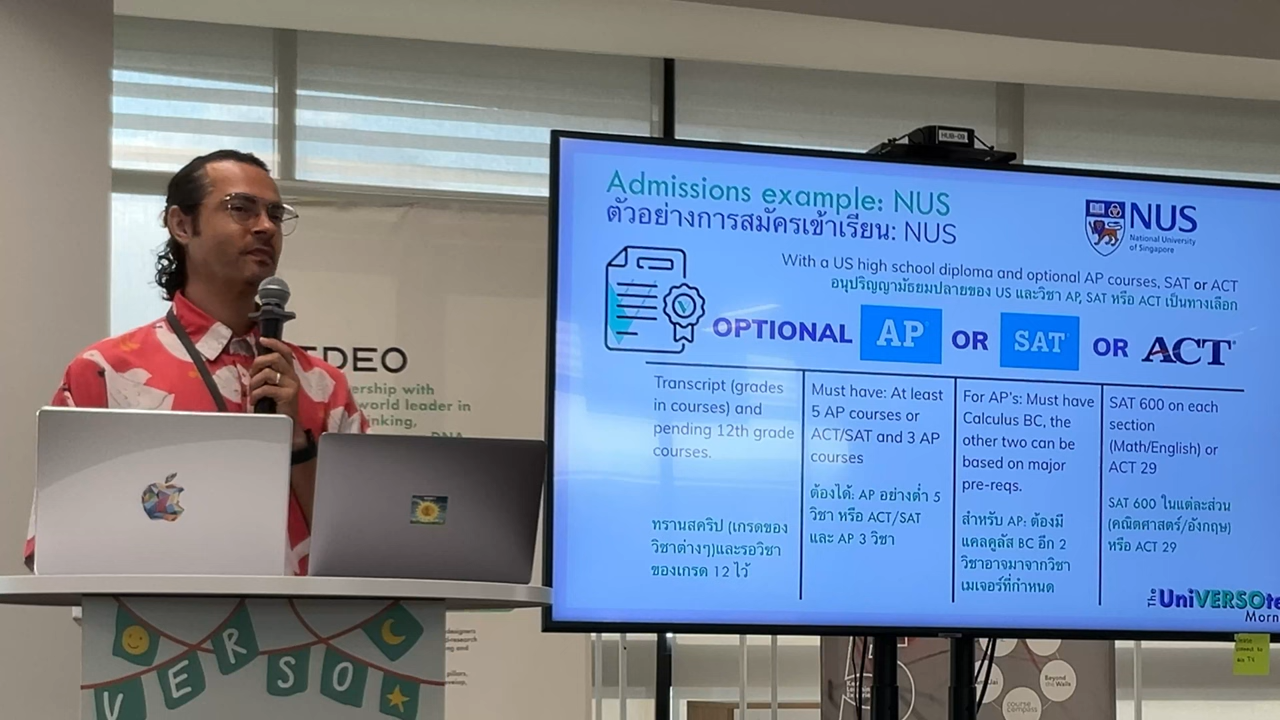 HUB-09
Admissions example: NUS
ตัวอย่างการสมัครเข้าเรียน: NUS
NUS
National University
of Singapore
With a US high school diploma and optional AP courses, SAT or ACT
อนุปริญญามัธยมปลายของ US และวิชา AP, SAT หรือ ACT เป็นทางเลือก
OPTIONAL AP OR SAT OR ACT
Transcript (grades
in courses) and
pending 12th grade
courses.
ทรานสคริป (เกรดของ
วิชาต่างๆ)และรอวิชา
ของเกรด 12 ไว้
Must have: At least
5 AP courses or
ACT/SAT and 3 AP
courses
ต้องได้: AP อย่างต่ำ 5
วิชา หรือ ACT/SAT
และ AP 3 วิชา
For AP's: Must have
Calculus BC, the
other two can be
based on major
pre-reqs.
สำหรับ AP: ต้องมี
แคลคูลัส BC อีก 2
วิชาอาจมาจากวิชา
เมเจอร์ที่กำหนด
SAT 600 on each
section
(Math/English) or
ACT 29
SAT 600 ในแต่ละส่วน
(คณิตศาสตร์/อังกฤษ)
หรือ ACT 29
The UniVERSOte
Morn
IDEO
ership with
world leader in
inking,
DNA
VERSO
Beyond
the Walls
course
compass